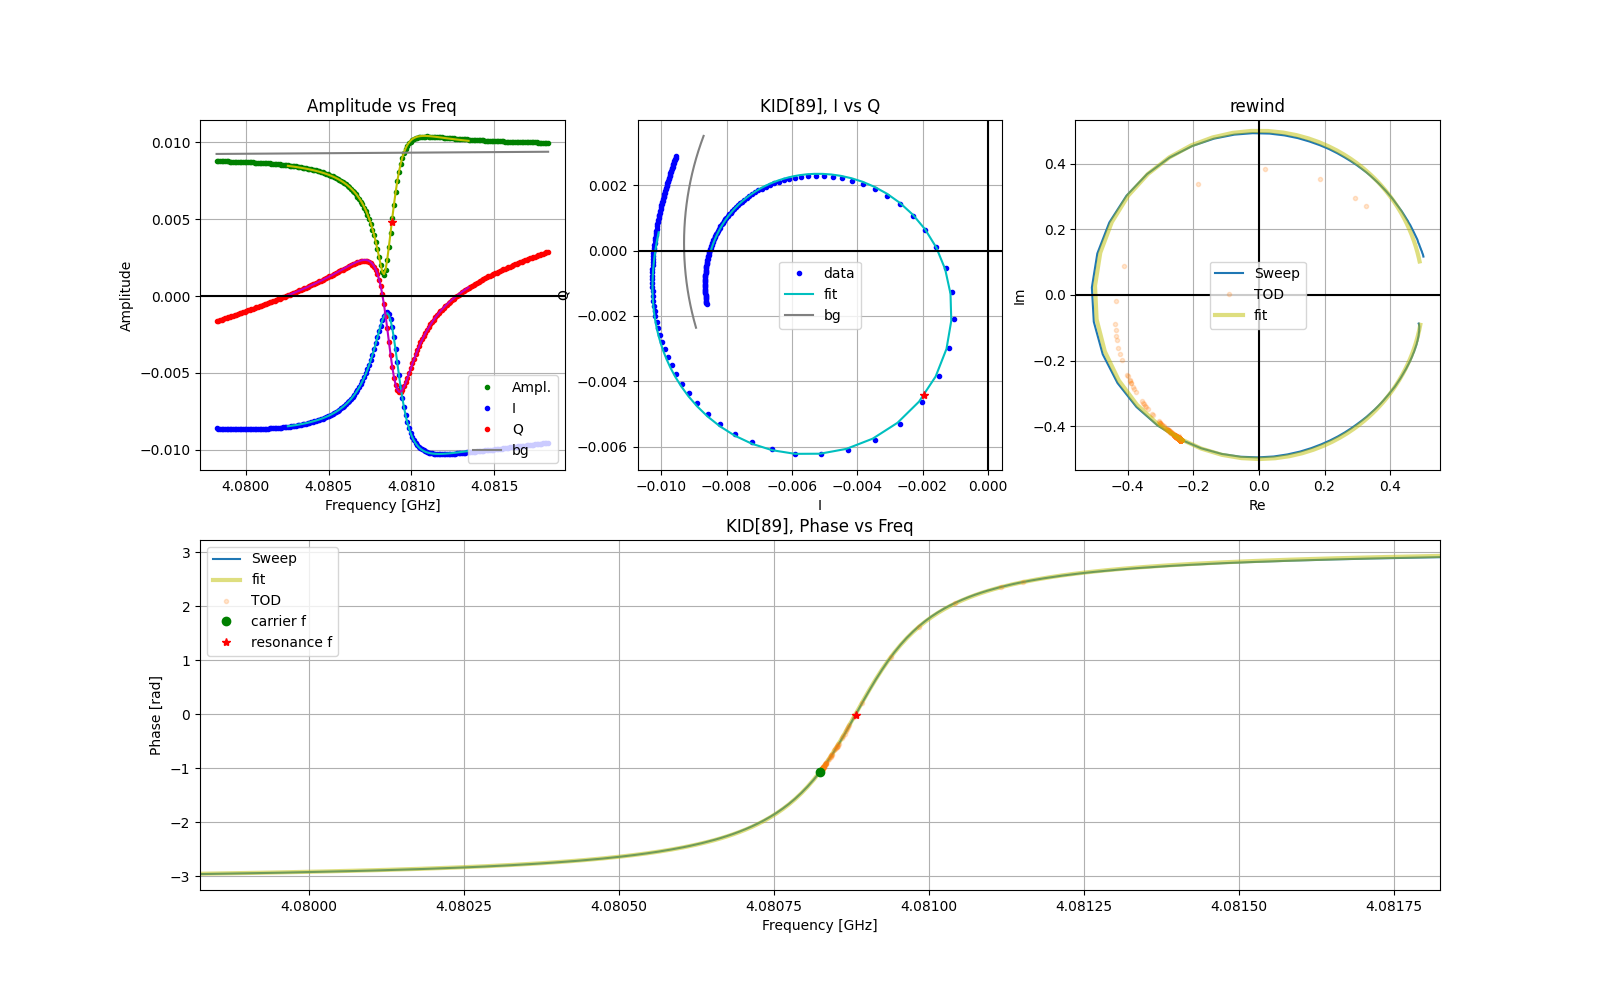 Amplitude vs Freq
Amplitude
0.010
0.005
0.000
−0.005
−0.010
4.0800
4.0805
4.0810
4.0815
Frequency [GHz]
Ampl.
I
Q
bg
KID[89], I vs Q
Q
0.002
0.000
−0.002
−0.004
−0.006
−0.010
−0.008
−0.006
−0.004
−0.002
0.000
I
data
fit
bg
rewind
Im
0.4
0.2
0.0
−0.2
−0.4
−0.4
−0.2
0.0
0.2
0.4
Re
Sweep
TOD
fit
KID[89], Phase vs Freq
Phase [rad]
3
2
1
0
−1
−2
−3
4.08000
4.08025
4.08050
4.08075
4.08100
4.08125
4.08150
4.08175
Frequency [GHz]
Sweep
fit
TOD
carrier f
resonance f